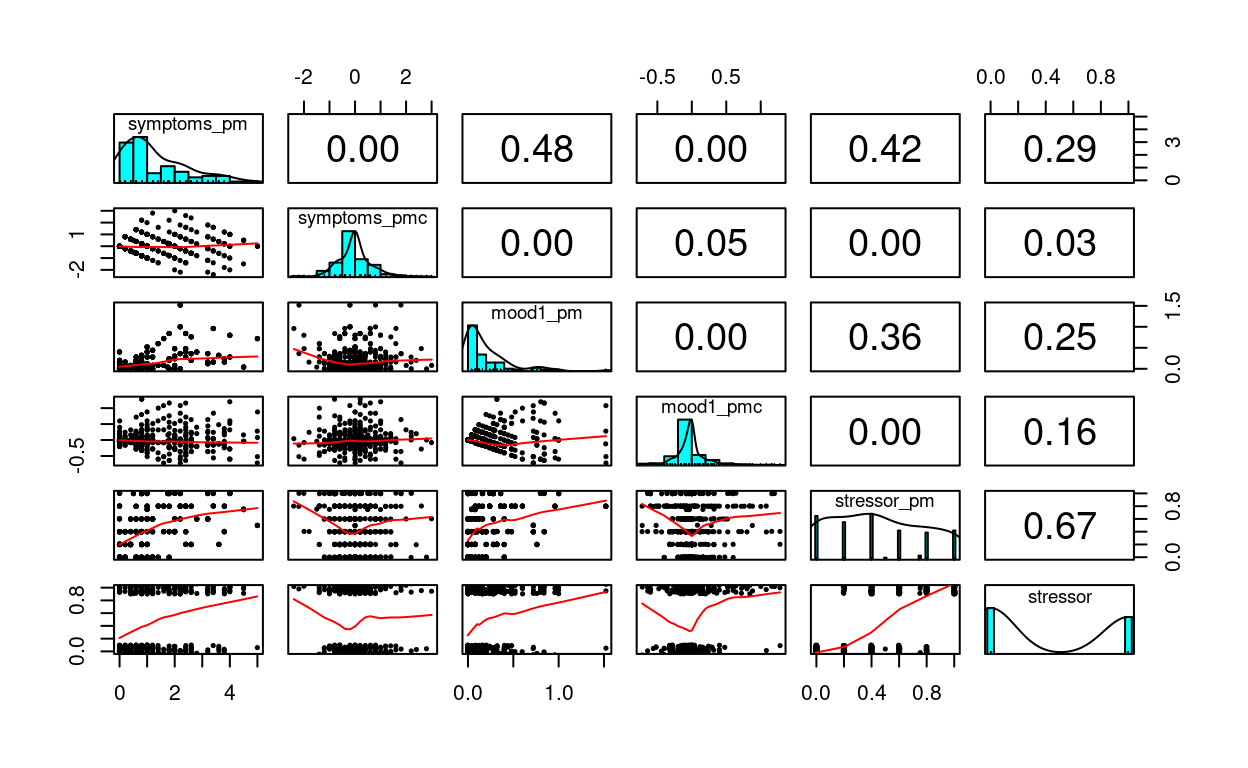 -2 0 2 -0.5 0.5 0.0 0.4 0.8
symptoms_pm 0.00 0.48 0.00 0.42 0.29 0 3
-2 1 symptoms_pmc 0.00 0.05 0.00 0.03
mood1_pm 0.00 0.36 0.25 0.0 1.5
-0.5 mood1_pmc 0.00 0.16
stressor_pm 0.67 0.0 0.8
0.0 0.8 stressor
0 2 4 0.0 1.0 0.0 0.4 0.8